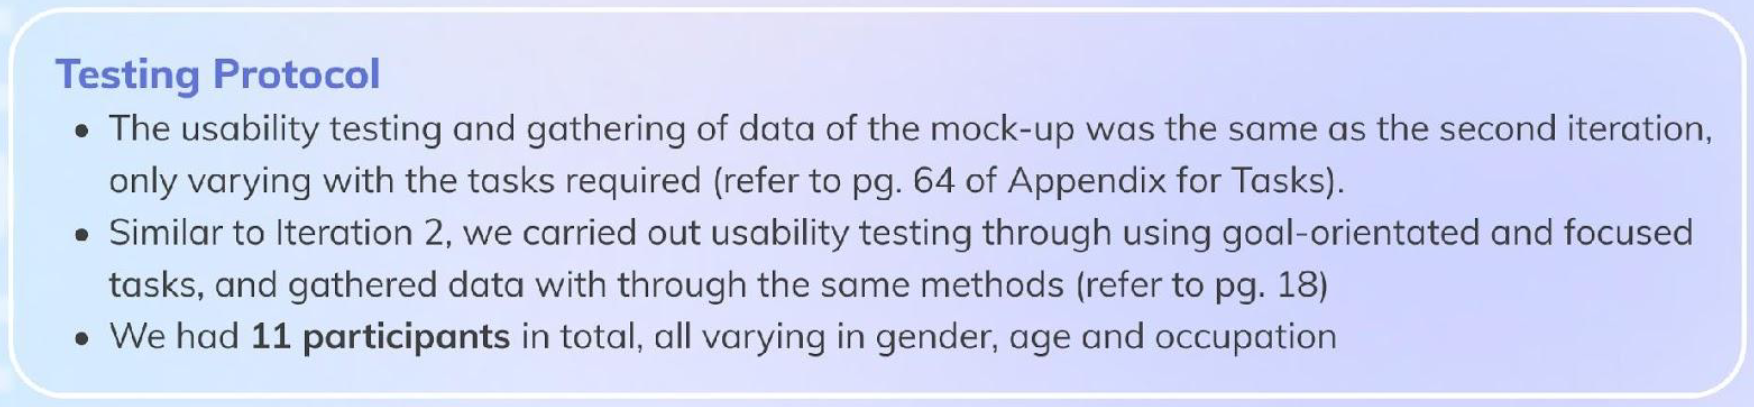 Testing Protocol
• The usability testing and gathering of data of the mock-up was the same as the second iteration,
only varying with the tasks required (refer to pg. 64 of Appendix for Tasks).
• Similar to Iteration 2, we carried out usability testing through using goal-orientated and focused
tasks, and gathered data with through the same methods (refer to pg. 18)
• We had 11 participants in total, all varying in gender, age and occupation